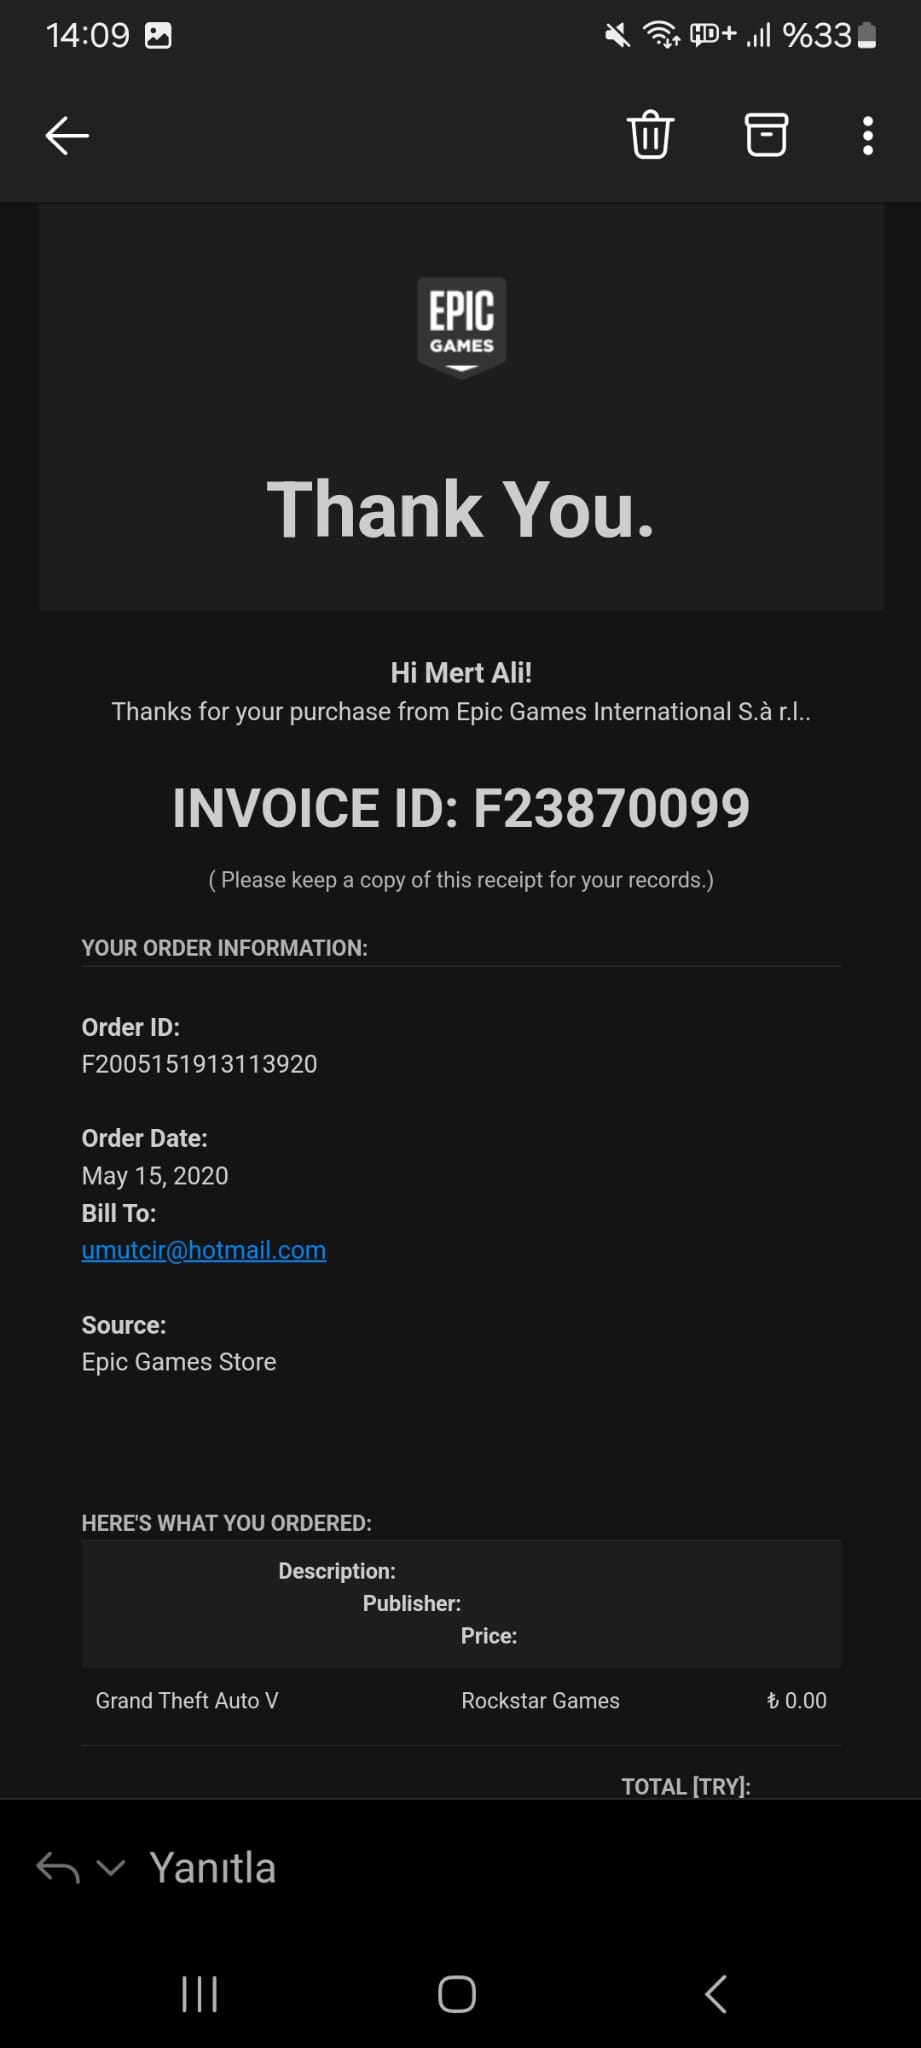 14:09
HD+
%33
EPIC
GAMES
Thank You.
Hi Mert Ali!
Thanks for your purchase from Epic Games International S.à r.l..
INVOICE ID: F23870099
( Please keep a copy of this receipt for your records.)
YOUR ORDER INFORMATION:
Order ID:
F2005151913113920
Order Date:
May 15, 2020
Bill To:
umutcir@hotmail.com
Source:
Epic Games Store
HERE'S WHAT YOU ORDERED:
Description:
Publisher:
Price:
Grand Theft Auto V Rockstar Games ₺ 0.00
TOTAL [TRY]:
Yanıtla